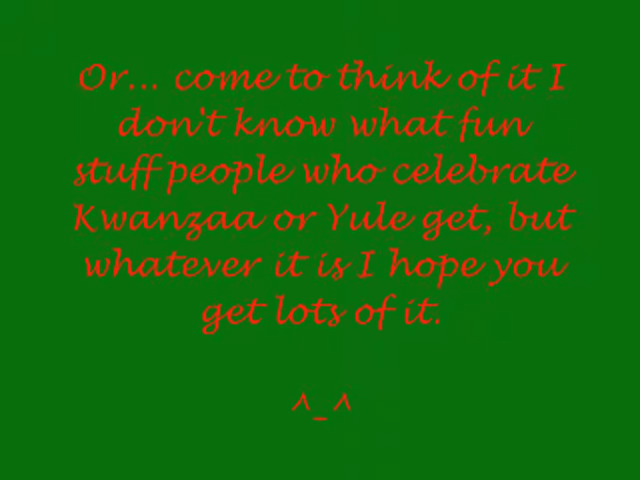 Or... come to think of it I
don't know what fun
stuff people who celebrate
Kwanzaa or Yule get, but
whatever it is I hope you
get lots of it.
^_^